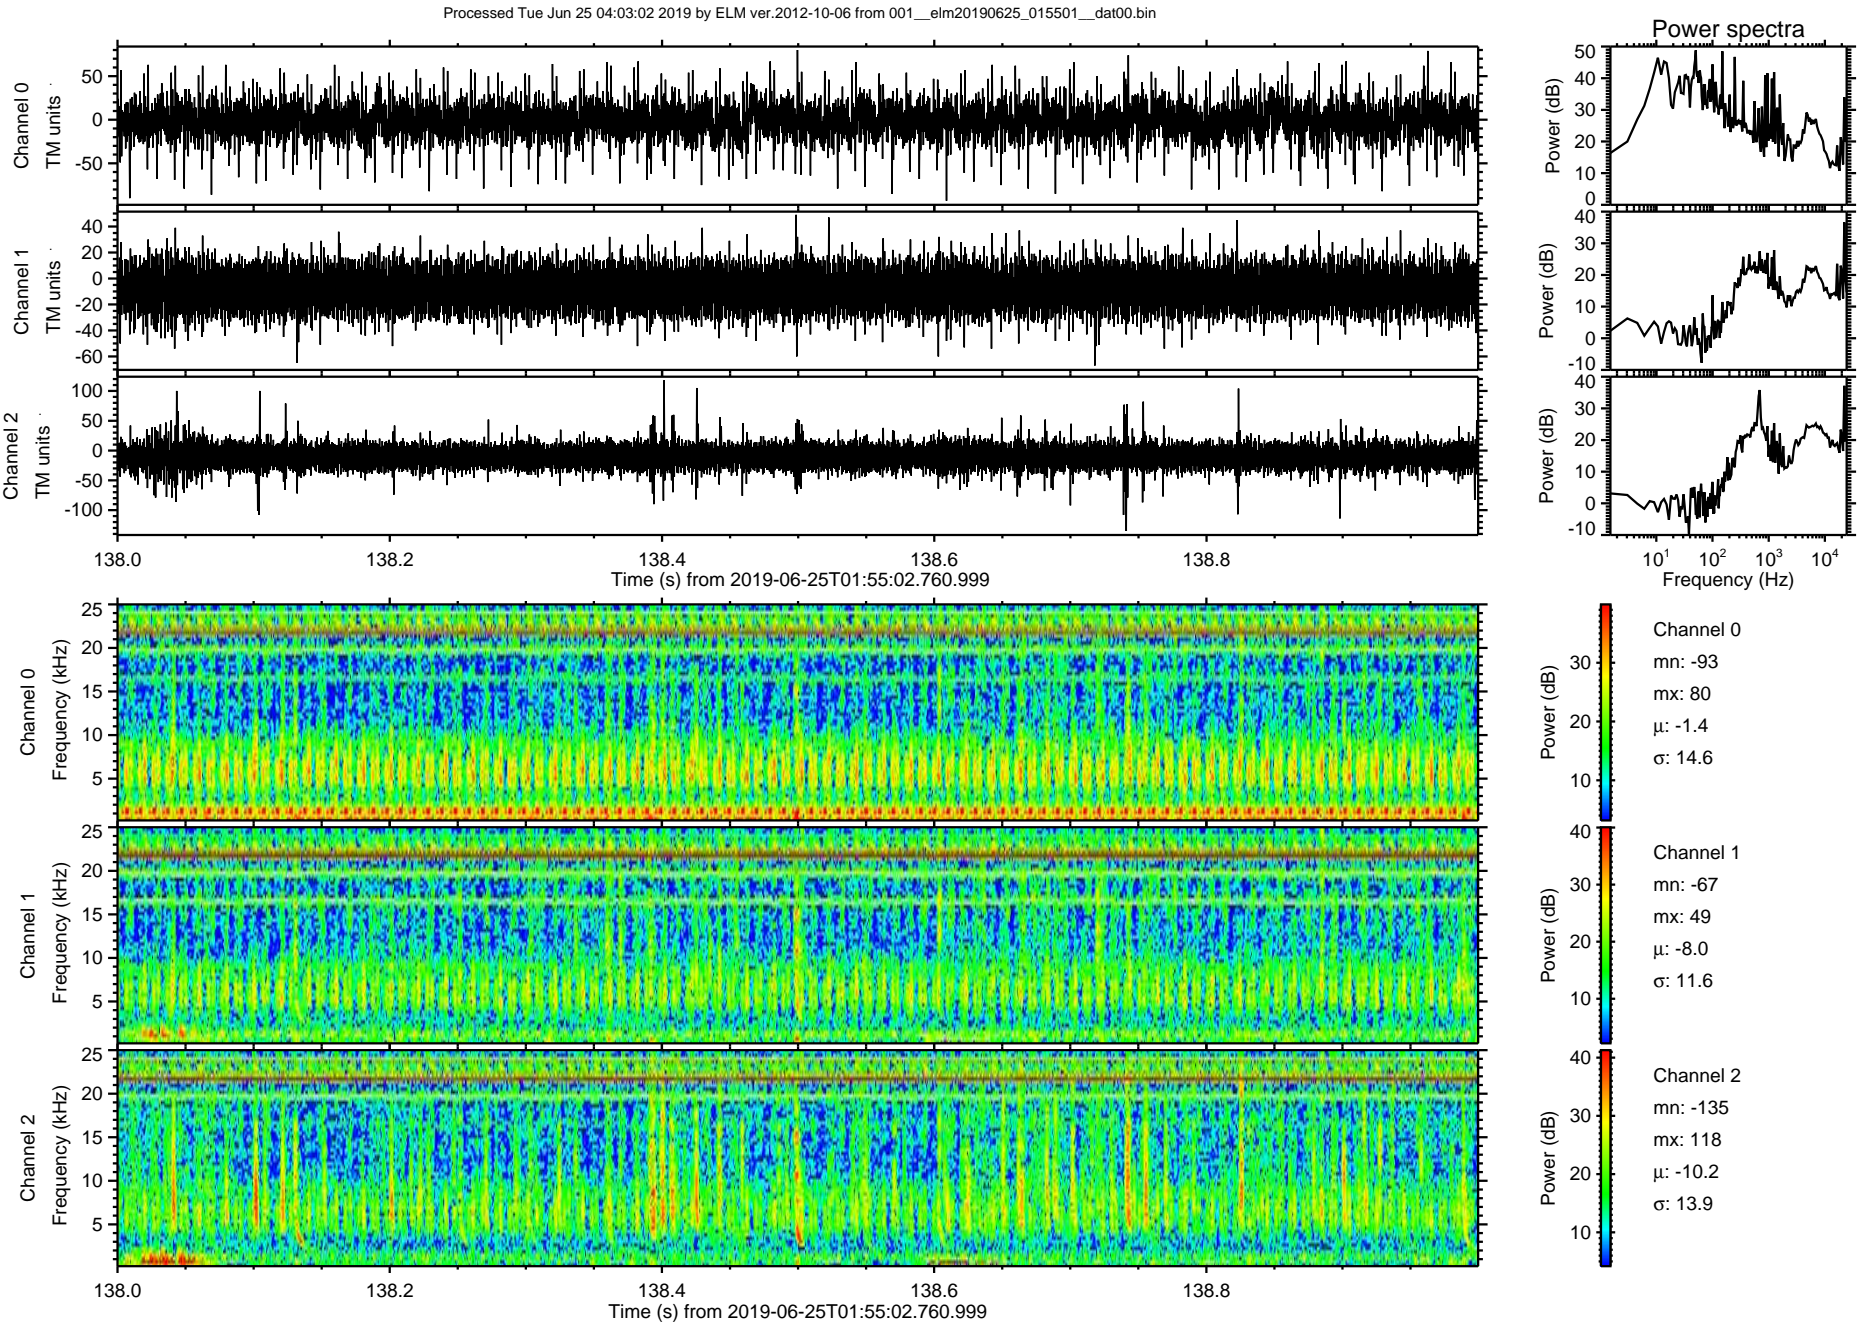 Processed Tue Jun 25 04:03:02 2019 by ELM ver.2012-10-06 from 001__elm20190625_015501__dat00.bin
Power spectra
Channel 0
TM units
50
0
-50
Power (dB)
50
40
30
20
10
0
Channel 1
TM units
40
20
0
-20
-40
-60
Power (dB)
40
30
20
10
0
-10
Channel 2
TM units
100
50
0
-50
-100
Power (dB)
40
30
20
10
0
-10
138.0 138.2 138.4 138.6 138.8
Time (s) from 2019-06-25T01:55:02.760.999
10^1 10^2 10^3 10^4
Frequency (Hz)
Channel 0
Frequency (kHz)
25
20
15
10
5
Power (dB)
30
20
10
Channel 0
mn: -93
mx: 80
μ: -1.4
σ: 14.6
Channel 1
Frequency (kHz)
25
20
15
10
5
Power (dB)
40
30
20
10
Channel 1
mn: -67
mx: 49
μ: -8.0
σ: 11.6
Channel 2
Frequency (kHz)
25
20
15
10
5
Power (dB)
40
30
20
10
Channel 2
mn: -135
mx: 118
μ: -10.2
σ: 13.9
138.0 138.2 138.4 138.6 138.8
Time (s) from 2019-06-25T01:55:02.760.999